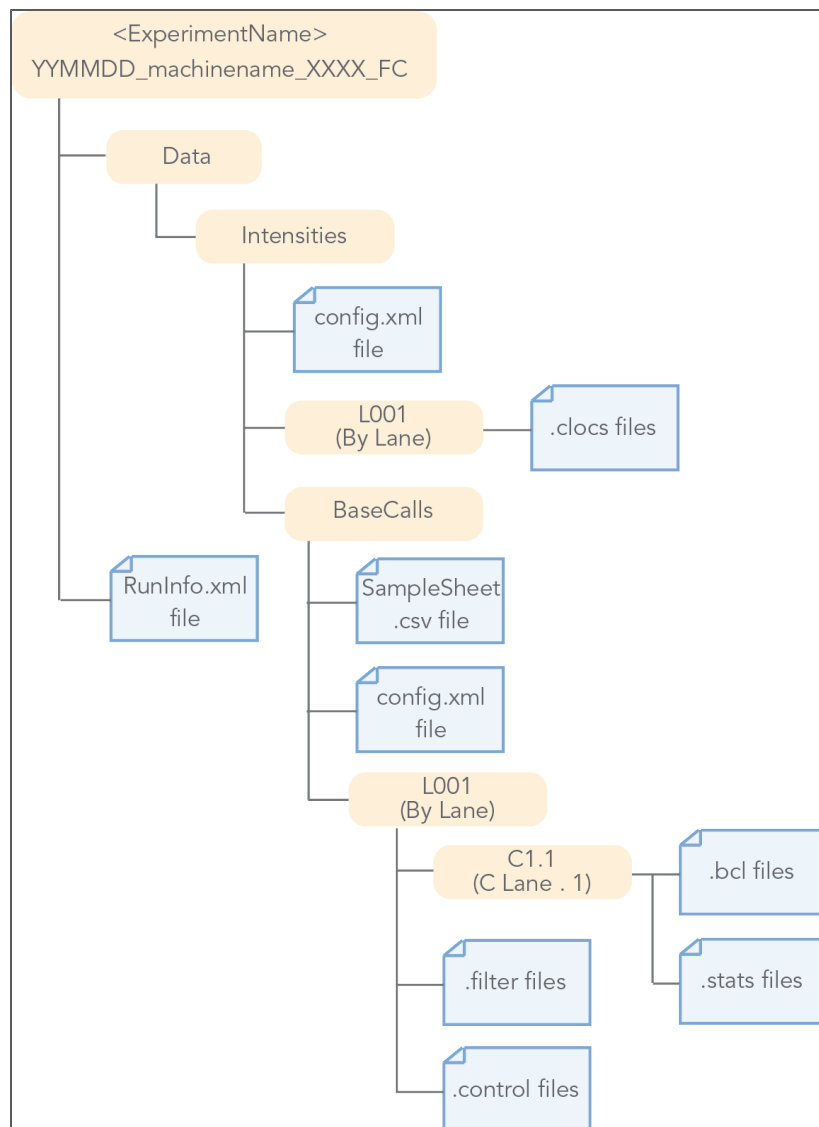 <ExperimentName>
YYMMDD_machinename_XXXX_FC
Data
Intensities
config.xml
file
L001
(By Lane)
.clocs files
BaseCalls
RunInfo.xml
file
SampleSheet
.csv file
config.xml
file
L001
(By Lane)
C1.1
(C Lane . 1)
.bcl files
.filter files
.stats files
.control files